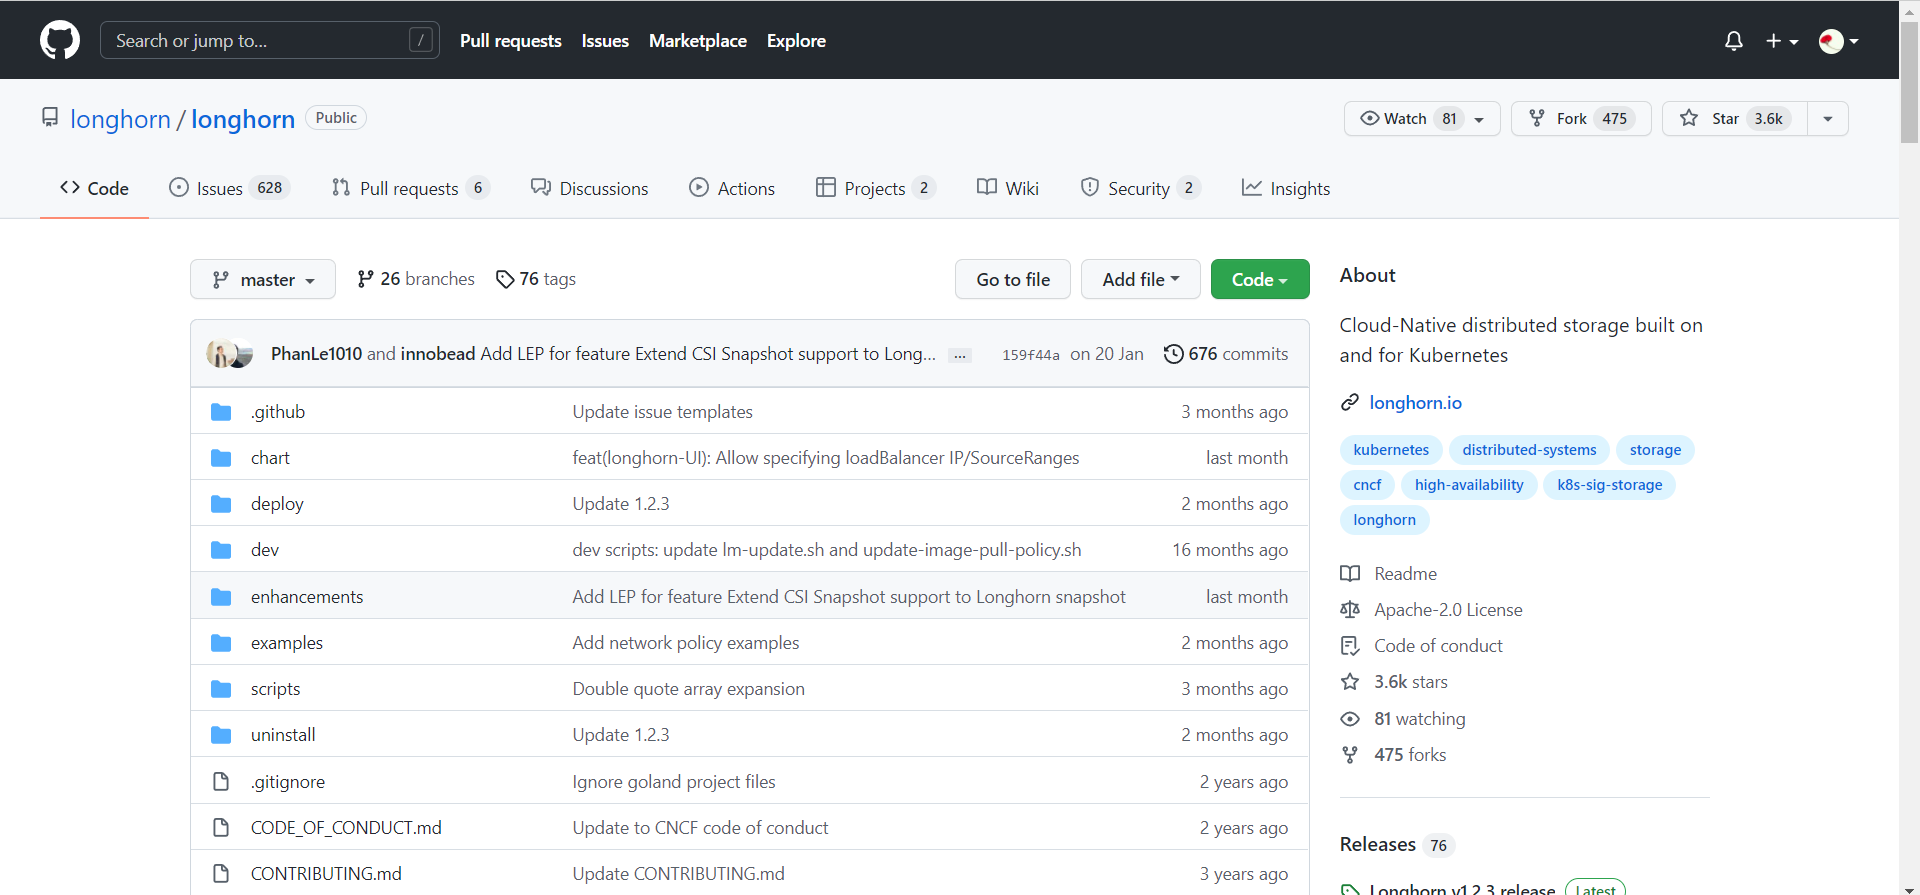 Search or jump to... / Pull requests Issues Marketplace Explore
longhorn / longhorn Public Watch 81 Fork 475 Star 3.6k
Code Issues 628 Pull requests 6 Discussions Actions Projects 2 Wiki Security 2 Insights
master 26 branches 76 tags Go to file Add file Code
PhanLe1010 and innobead Add LEP for feature Extend CSI Snapshot support to Long... ... 159f44a on 20 Jan 676 commits
.github Update issue templates 3 months ago
chart feat(longhorn-UI): Allow specifying loadBalancer IP/SourceRanges last month
deploy Update 1.2.3 2 months ago
dev dev scripts: update lm-update.sh and update-image-pull-policy.sh 16 months ago
enhancements Add LEP for feature Extend CSI Snapshot support to Longhorn snapshot last month
examples Add network policy examples 2 months ago
scripts Double quote array expansion 3 months ago
uninstall Update 1.2.3 2 months ago
.gitignore Ignore goland project files 2 years ago
CODE_OF_CONDUCT.md Update to CNCF code of conduct 2 years ago
CONTRIBUTING.md Update CONTRIBUTING.md 3 years ago
About
Cloud-Native distributed storage built on
and for Kubernetes
longhorn.io
kubernetes distributed-systems storage
cncf high-availability k8s-sig-storage
longhorn
Readme
Apache-2.0 License
Code of conduct
3.6k stars
81 watching
475 forks
Releases 76
Longhorn v1.2.3 release Latest